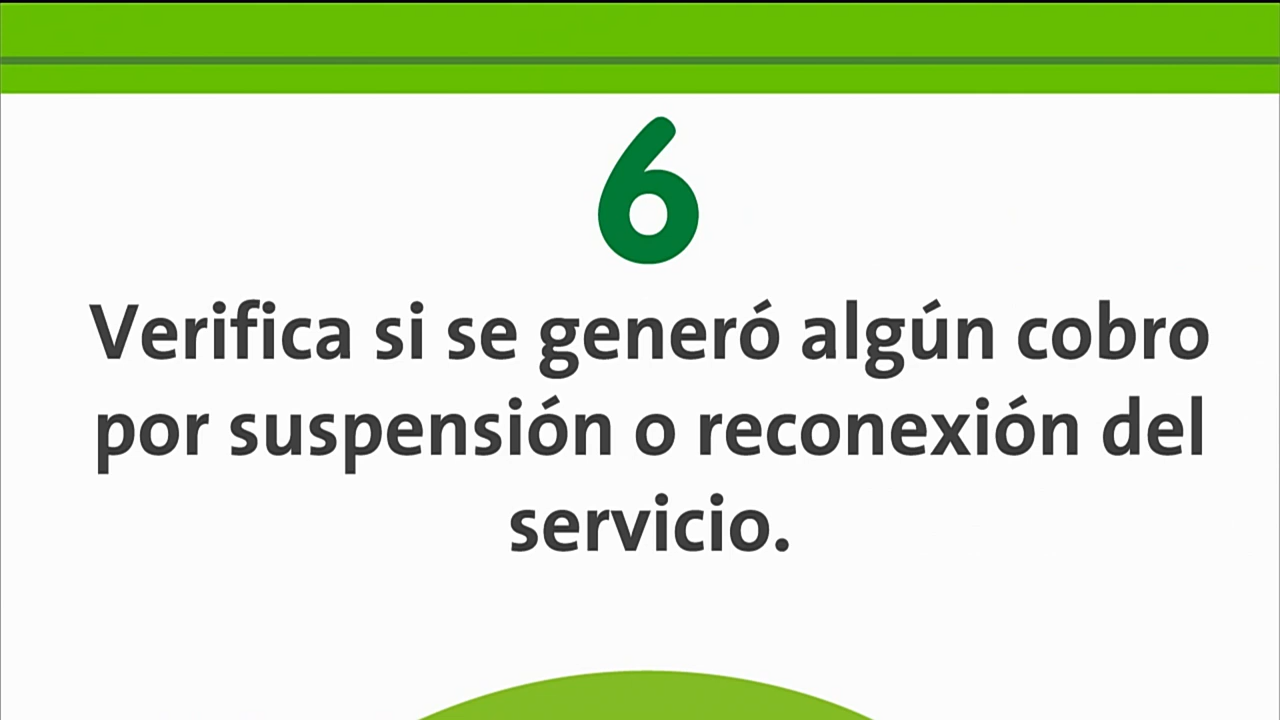 6
Verifica si se generó algún cobro
por suspensión o reconexión del
servicio.